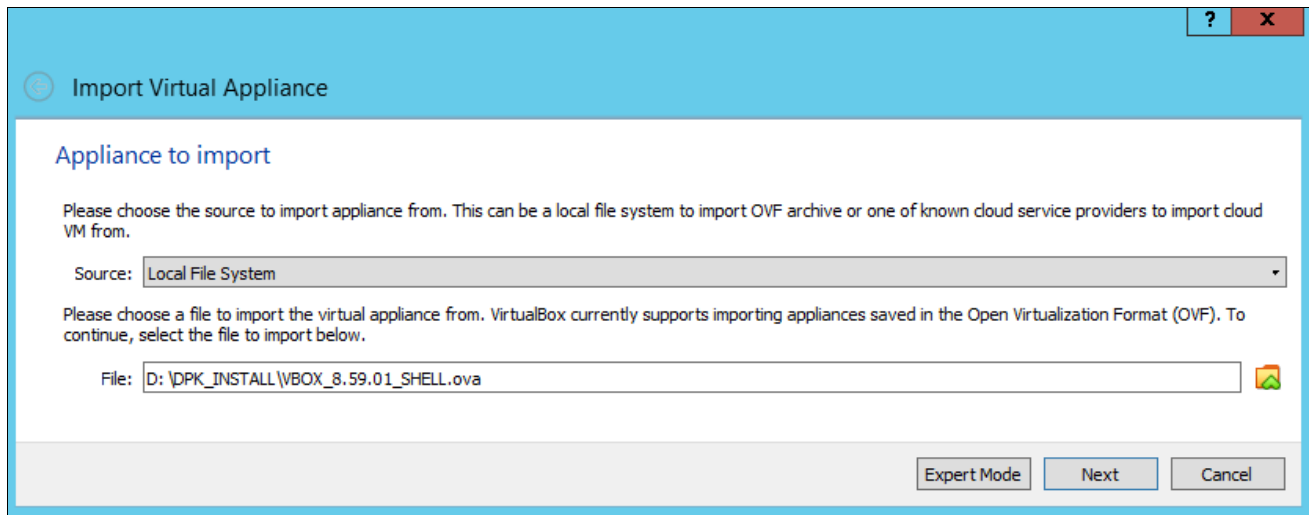 ? x
Import Virtual Appliance
Appliance to import
Please choose the source to import appliance from. This can be a local file system to import OVF archive or one of known cloud service providers to import cloud
VM from.
Source: Local File System
Please choose a file to import the virtual appliance from. VirtualBox currently supports importing appliances saved in the Open Virtualization Format (OVF). To
continue, select the file to import below.
File: D: \DPK_INSTALL\VBOX_8.59.01_SHELL.ova
Expert Mode Next Cancel